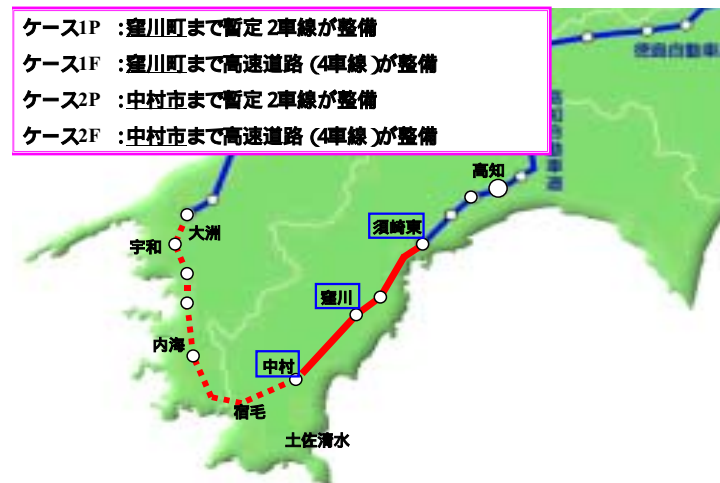 ケース1P :窪川町まで暫定2車線が整備
ケース1F :窪川町まで高速道路(4車線)が整備
ケース2P :中村市まで暫定2車線が整備
ケース2F :中村市まで高速道路(4車線)が整備
徳島自動車
高知自動車道
高知
須崎東
大洲
宇和
窪川
内海
中村
宿毛
土佐清水